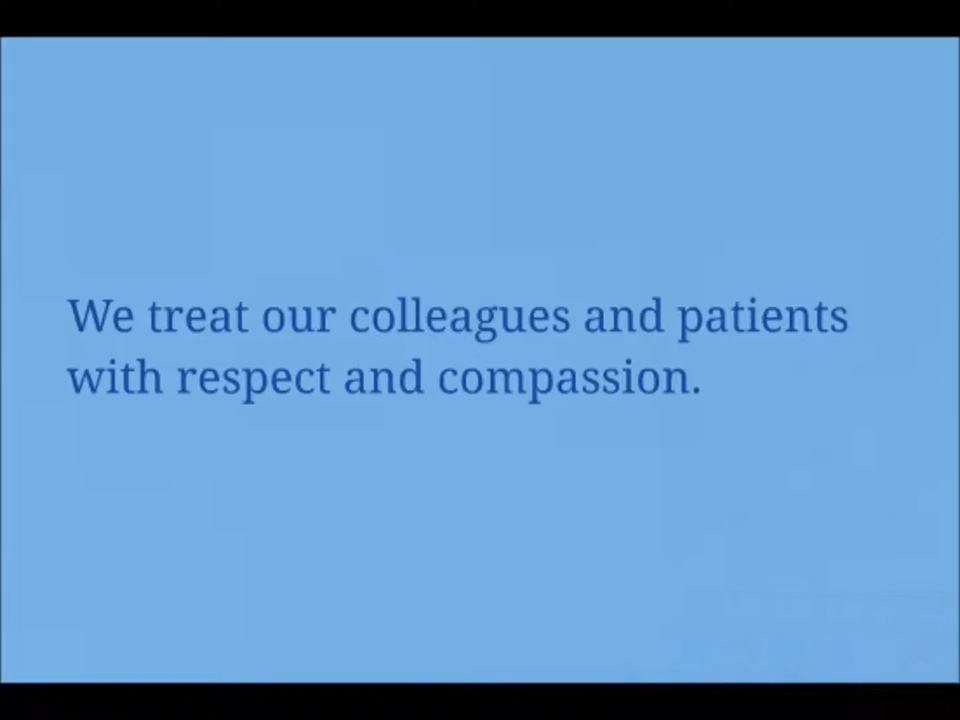 We treat our colleagues and patients
with respect and compassion.